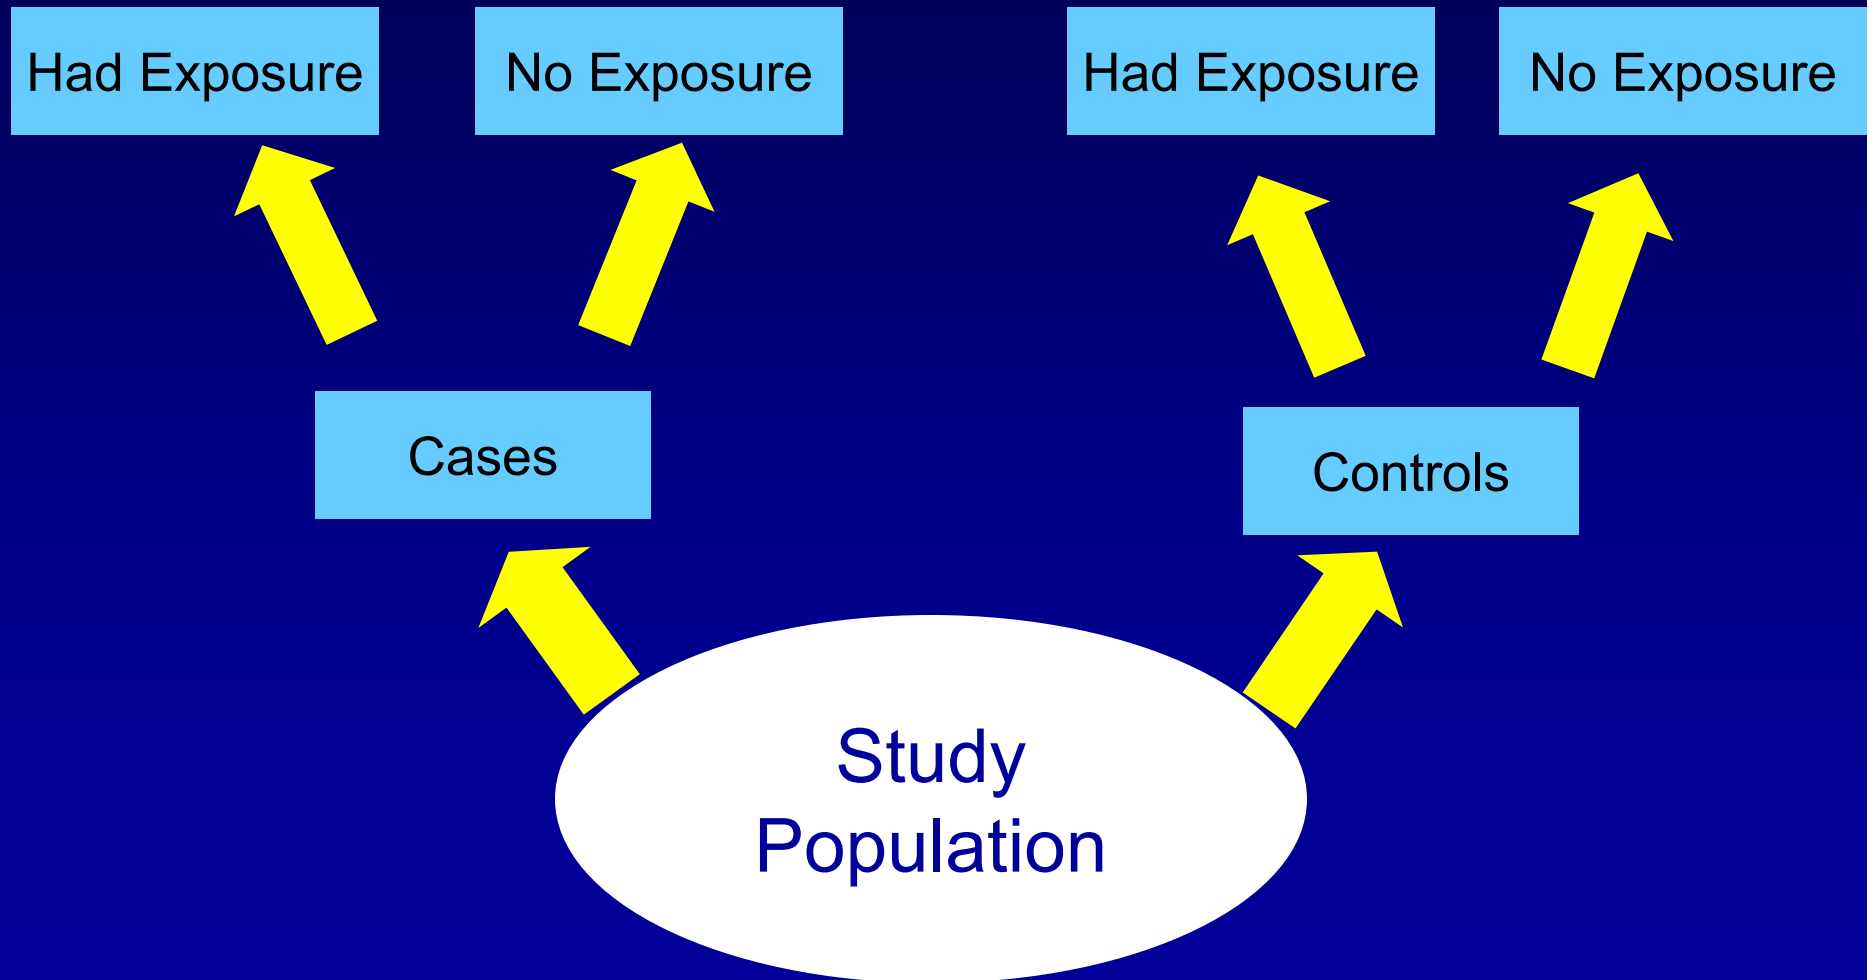 Had Exposure
No Exposure
Had Exposure
No Exposure
Cases
Controls
Study
Population